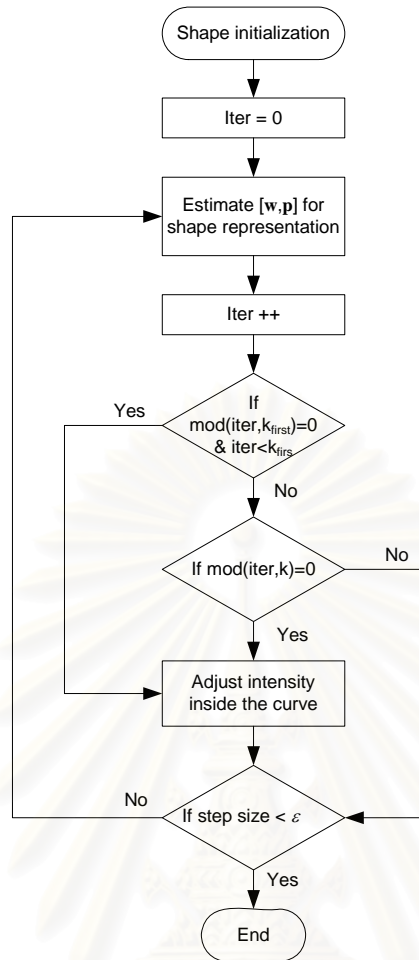 Shape initialization
Iter = 0
Estimate [w,p] for
shape representation
Iter ++
If
mod(iter,kfirst)=0
& iter<kfirs
Yes
No
If mod(iter,k)=0
No
Yes
Adjust intensity
inside the curve
If step size < ε
No
Yes
End